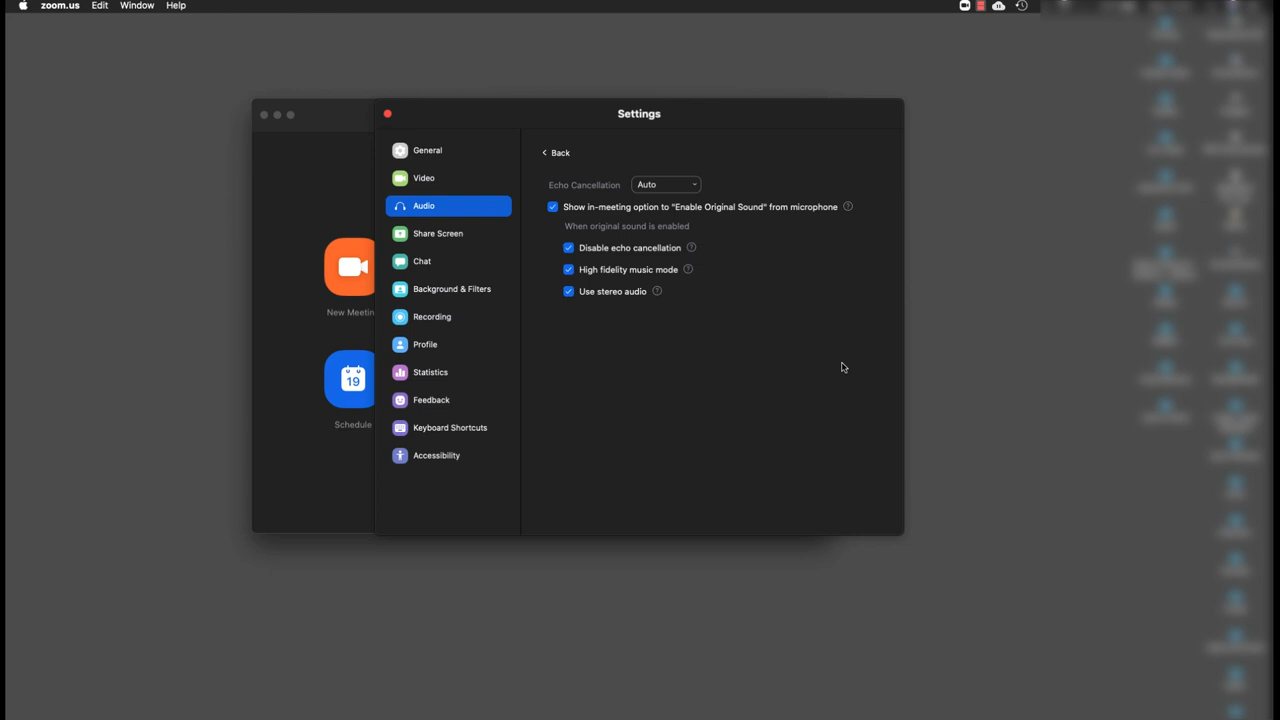 zoom.us Edit Window Help
Settings
General
Video
Audio
Share Screen
Chat
Background & Filters
Recording
Profile
Statistics
Feedback
Keyboard Shortcuts
Accessibility
< Back
Echo Cancellation Auto
Show in-meeting option to "Enable Original Sound" from microphone ?
When original sound is enabled
Disable echo cancellation ?
High fidelity music mode ?
Use stereo audio ?
New Meetin
19
Schedule